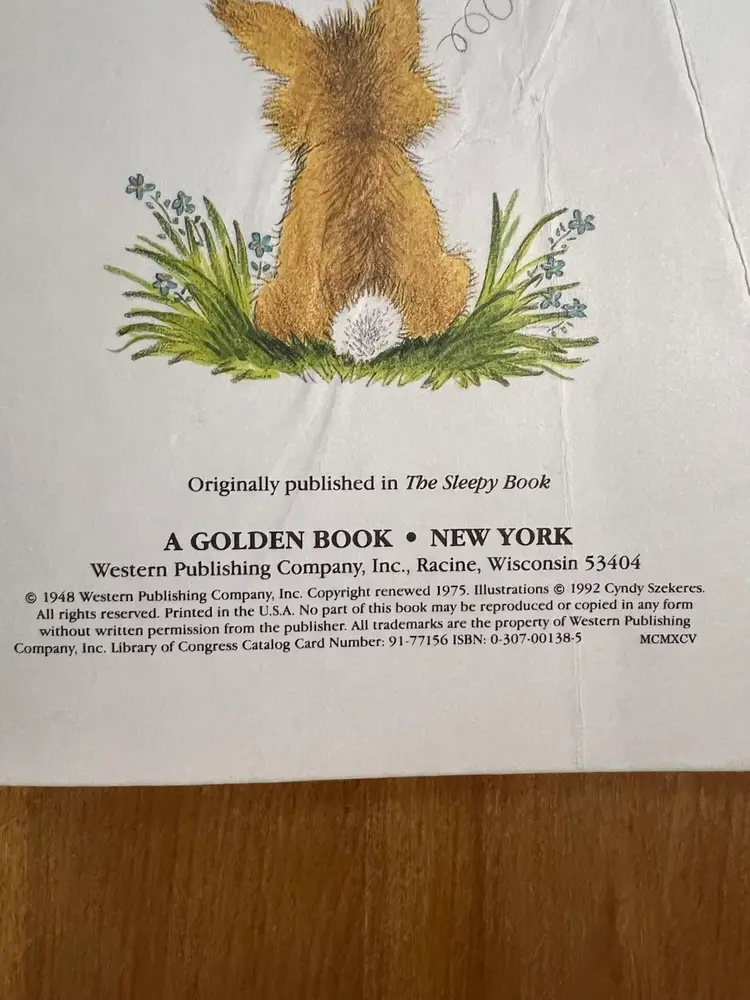 Originally published in The Sleepy Book
A GOLDEN BOOK • NEW YORK
Western Publishing Company, Inc., Racine, Wisconsin 53404
© 1948 Western Publishing Company, Inc. Copyright renewed 1975. Illustrations © 1992 Cyndy Szekeres.
All rights reserved. Printed in the U.S.A. No part of this book may be reproduced or copied in any form
without written permission from the publisher. All trademarks are the property of Western Publishing
Company, Inc. Library of Congress Catalog Card Number: 91-77156 ISBN: 0-307-00138-5 MCMXCV